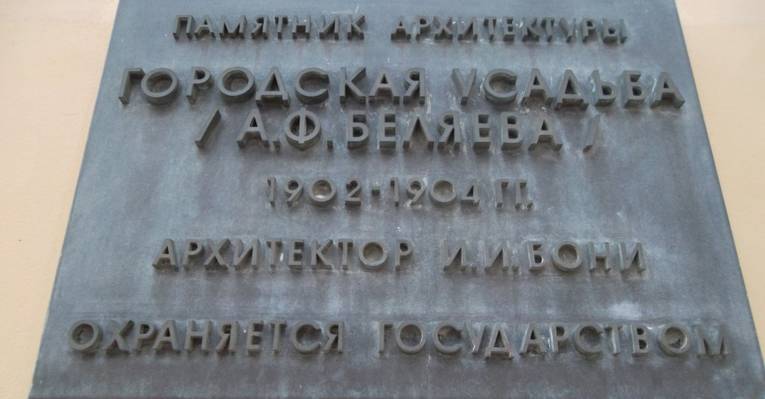 ПАМЯТНИК АРХИТЕКТУРЫ
ГОРОДСКАЯ УСАДЬБА
/ А.Ф.БЕЛЯЕВА /
1902-1904 ГГ.
АРХИТЕКТОР И.И.БОНИ
ОХРАНЯЕТСЯ ГОСУДАРСТВОМ